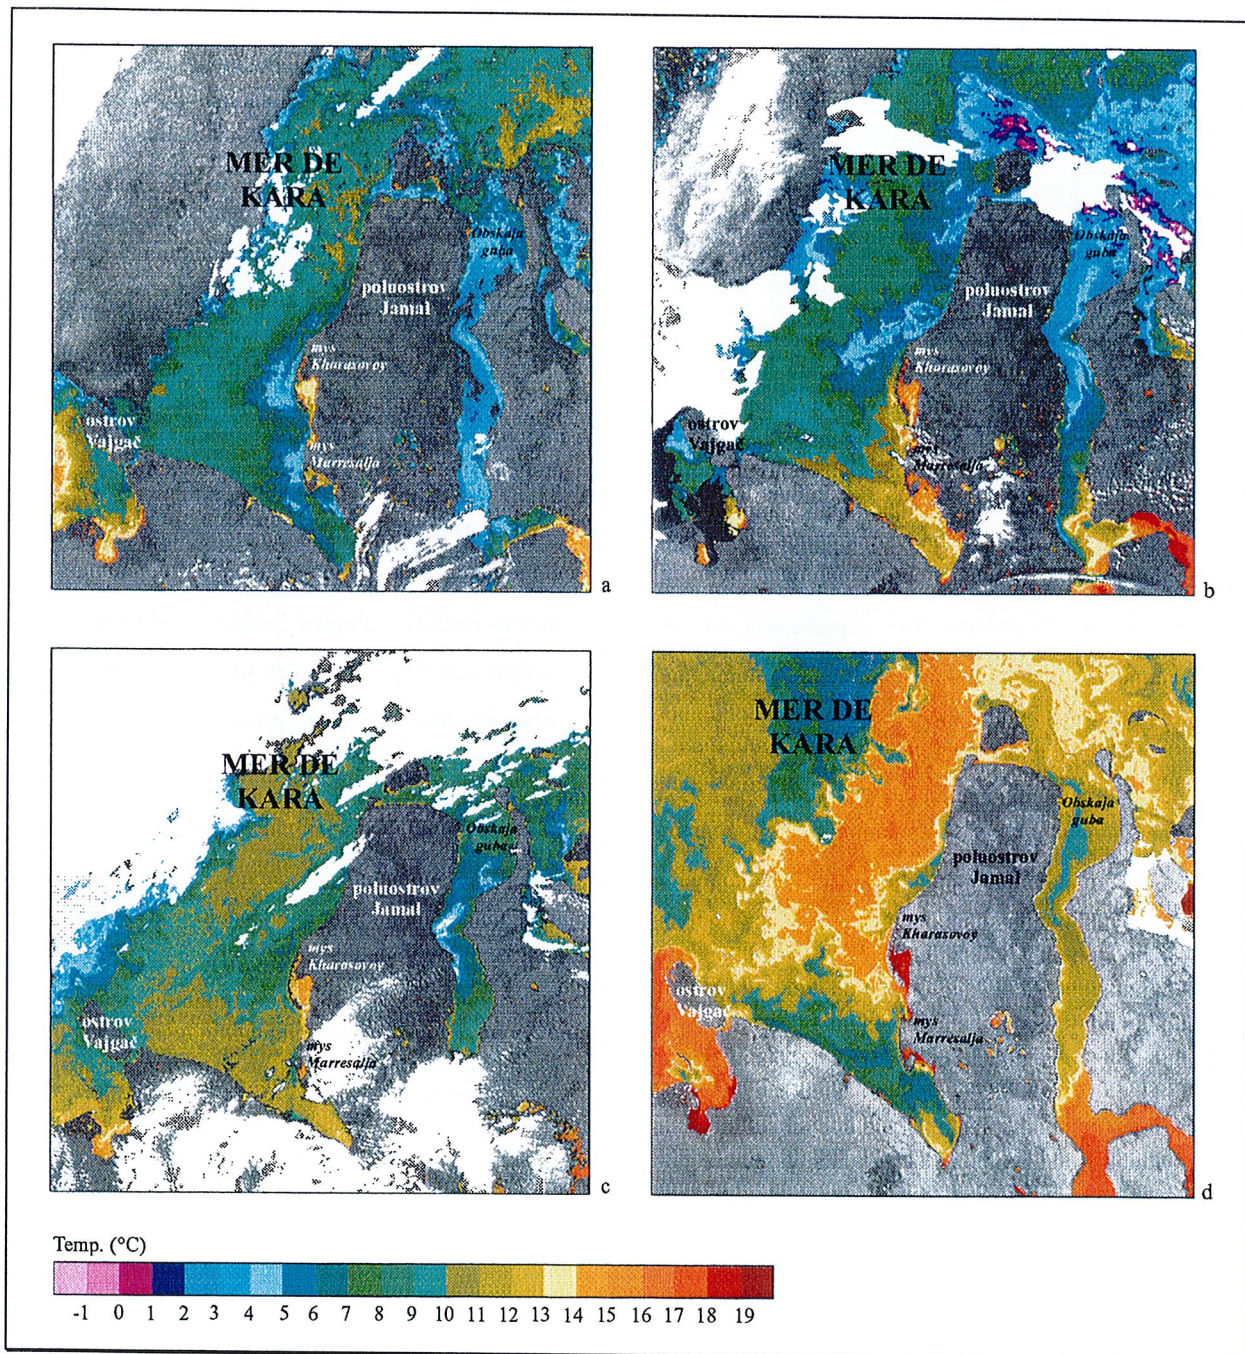 MER DE
KARA
Obskaja
guba
poluostrov
Jamal
mys
Kharasovoy
ostrov
Vajgač
mys
Marresalja
a
MER DE
KARA
Obskaja
guba
poluostrov
Jamal
mys
Kharasovoy
ostrov
Vajgač
mys
Marresalja
b
MER DE
KARA
Obskaja
guba
poluostrov
Jamal
mys
Kharasovoy
ostrov
Vajgač
mys
Marresalja
c
MER DE
KARA
Obskaja
guba
poluostrov
Jamal
mys
Kharasovoy
ostrov
Vajgač
mys
Marresalja
d
Temp. (°C)
-1 0 1 2 3 4 5 6 7 8 9 10 11 12 13 14 15 16 17 18 19